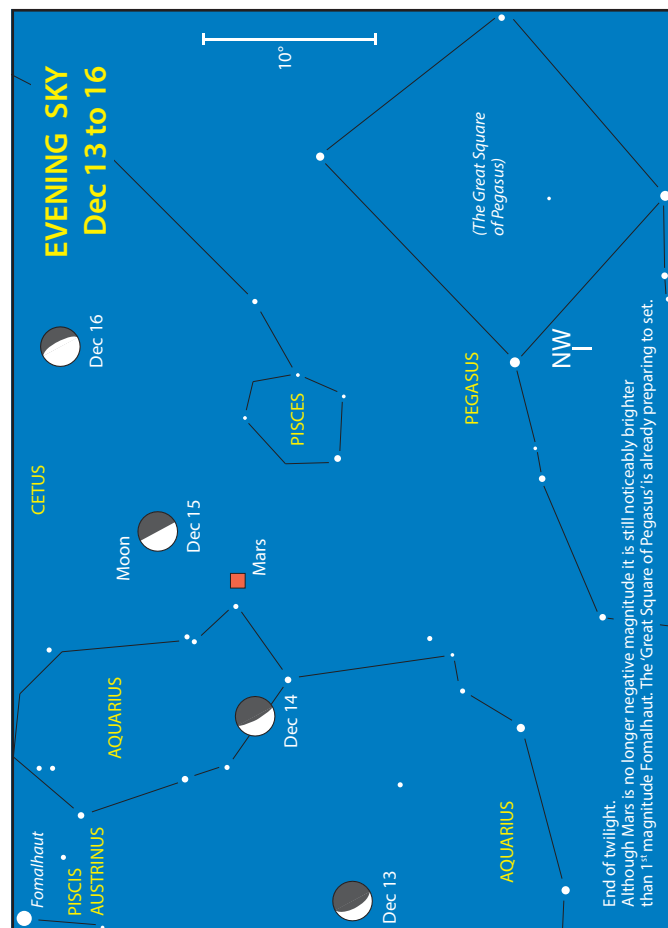 EVENING SKY
Dec 13 to 16
Fomalhaut
PISCIS
AUSTRINUS
AQUARIUS
CETUS
Moon
Dec 15
Dec 16
Mars
Dec 14
Dec 13
PISCES
10°
AQUARIUS
PEGASUS
(The Great Square
of Pegasus)
NW
End of twilight.
Although Mars is no longer negative magnitude it is still noticeably brighter
than 1st magnitude Fomalhaut. The 'Great Square of Pegasus' is already preparing to set.